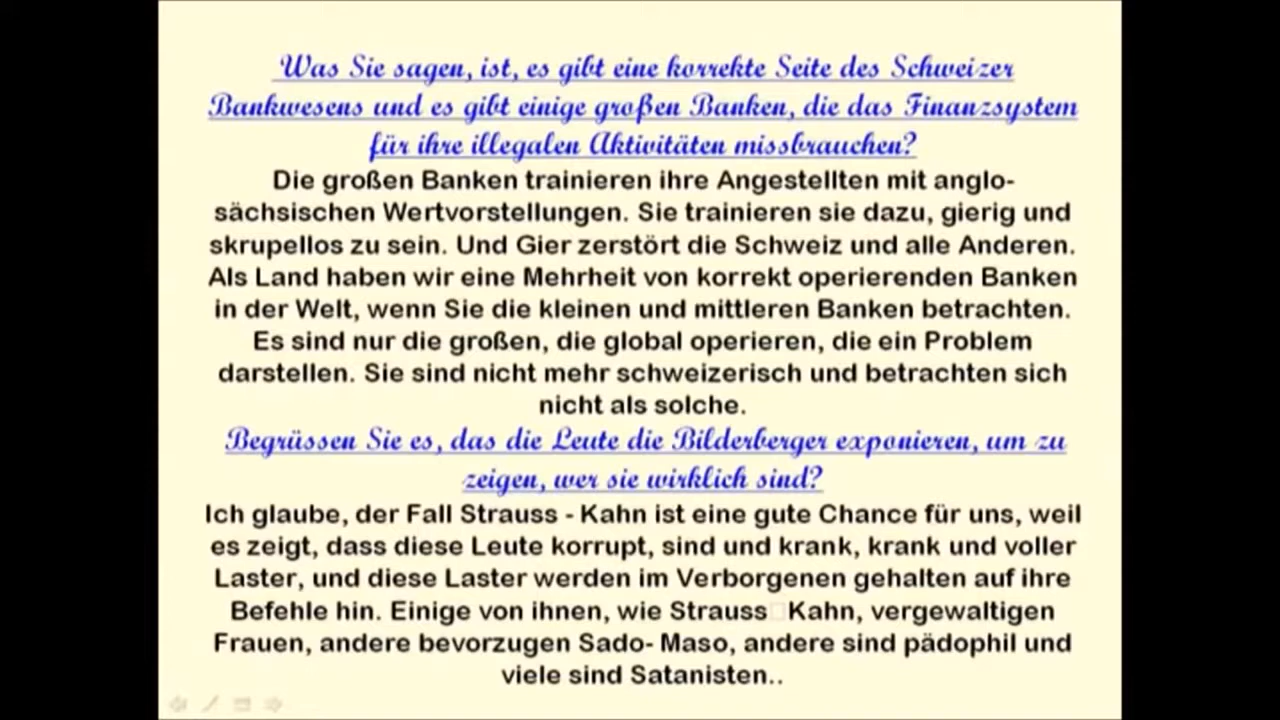 Was Sie sagen, ist, es gibt eine korrekte Seite des Schweizer
Bankwesens und es gibt einige großen Banken, die das Finanzsystem
für ihre illegalen Aktivitäten missbrauchen?
Die großen Banken trainieren ihre Angestellten mit anglo-
sächsischen Wertvorstellungen. Sie trainieren sie dazu, gierig und
skrupellos zu sein. Und Gier zerstört die Schweiz und alle Anderen.
Als Land haben wir eine Mehrheit von korrekt operierenden Banken
in der Welt, wenn Sie die kleinen und mittleren Banken betrachten.
Es sind nur die großen, die global operieren, die ein Problem
darstellen. Sie sind nicht mehr schweizerisch und betrachten sich
nicht als solche.
Begrüssen Sie es, das die Leute die Bilderberger exponieren, um zu
zeigen, wer sie wirklich sind?
Ich glaube, der Fall Strauss - Kahn ist eine gute Chance für uns, weil
es zeigt, dass diese Leute korrupt, sind und krank, krank und voller
Laster, und diese Laster werden im Verborgenen gehalten auf ihre
Befehle hin. Einige von ihnen, wie Strauss□Kahn, vergewaltigen
Frauen, andere bevorzugen Sado- Maso, andere sind pädophil und
viele sind Satanisten..